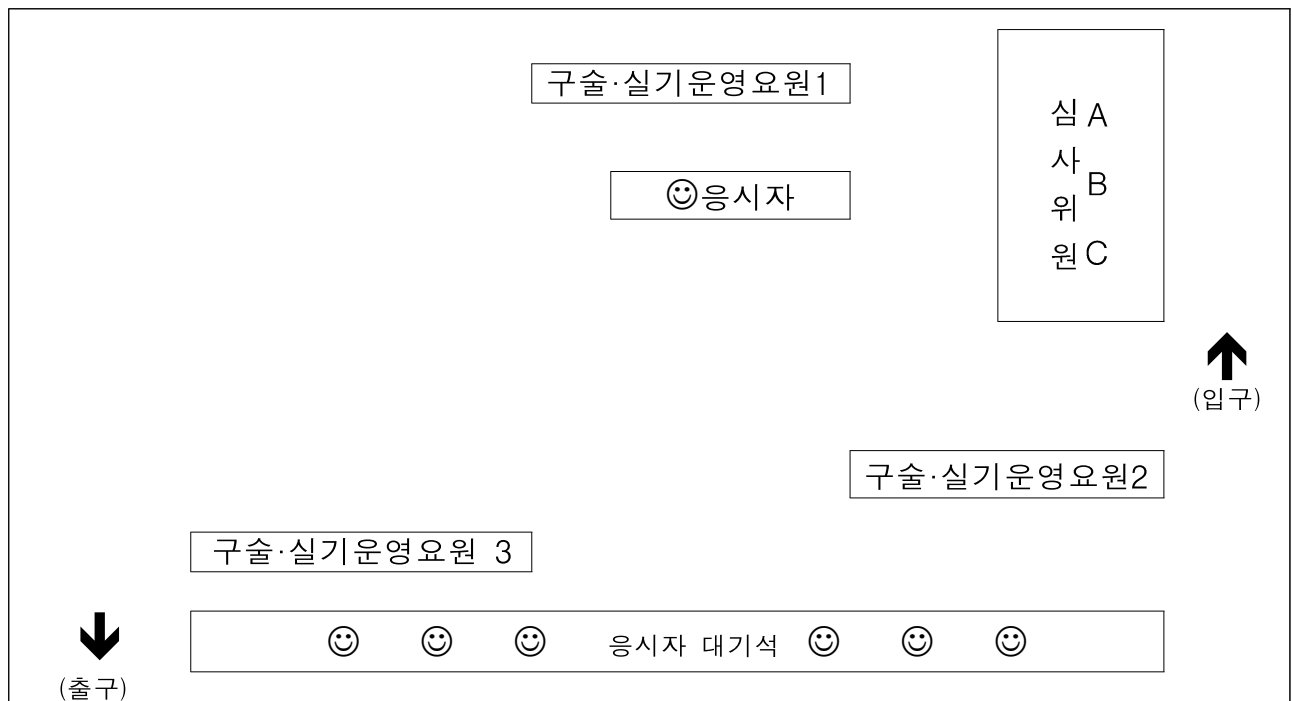 구술·실기운영요원1
☺응시자
심사위원
A
B
C
(입구)
구술·실기운영요원2
구술·실기운영요원 3
응시자 대기석
(출구)